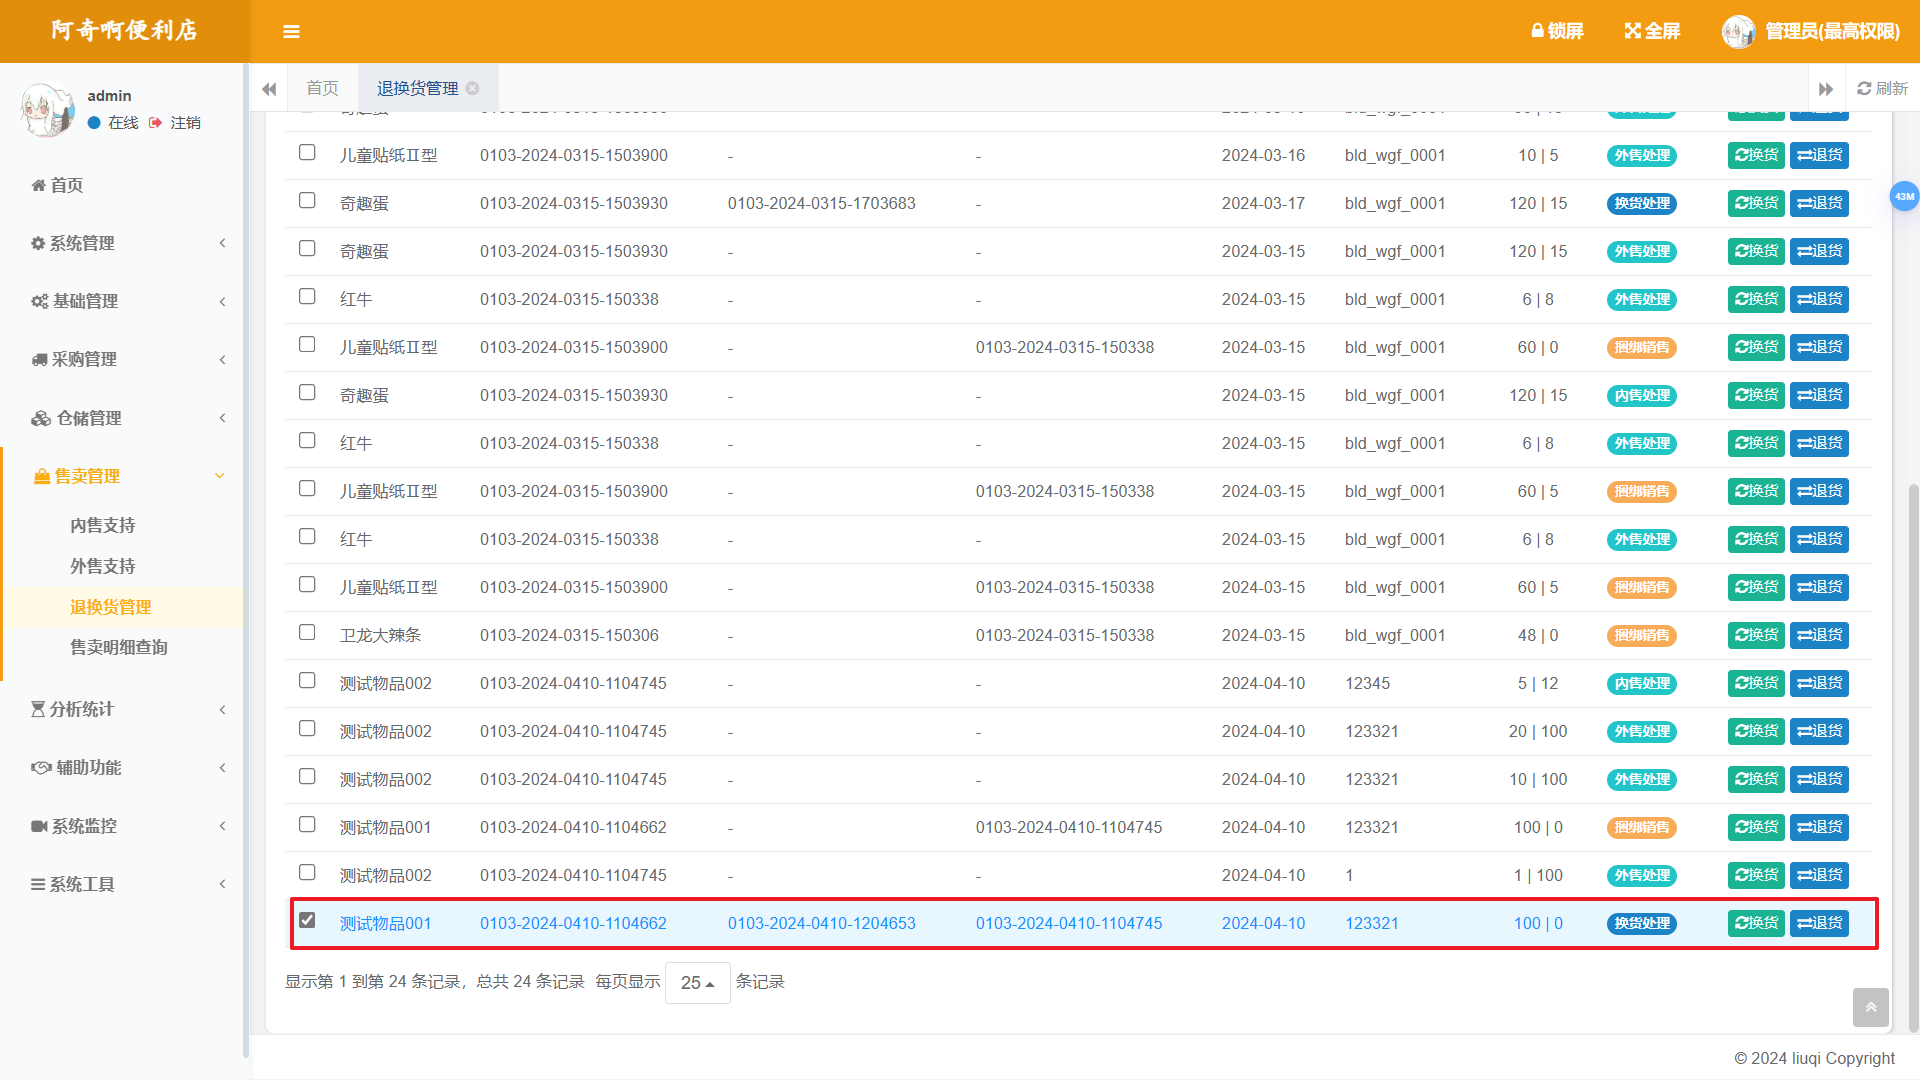 阿奇啊便利店
锁屏 全屏 管理员(最高权限)
admin
在线 注销
首页 退换货管理 刷新
首页
系统管理
基础管理
采购管理
仓储管理
售卖管理
内售支持
外售支持
退换货管理
售卖明细查询
分析统计
辅助功能
系统监控
系统工具
儿童贴纸II型 0103-2024-0315-1503900 - - 2024-03-16 bld_wgf_0001 10 | 5 外售处理 换货 退货
奇趣蛋 0103-2024-0315-1503930 0103-2024-0315-1703683 - 2024-03-17 bld_wgf_0001 120 | 15 换货处理 换货 退货
奇趣蛋 0103-2024-0315-1503930 - - 2024-03-15 bld_wgf_0001 120 | 15 外售处理 换货 退货
红牛 0103-2024-0315-150338 - - 2024-03-15 bld_wgf_0001 6 | 8 外售处理 换货 退货
儿童贴纸II型 0103-2024-0315-1503900 - 0103-2024-0315-150338 2024-03-15 bld_wgf_0001 60 | 0 捆绑销售 换货 退货
奇趣蛋 0103-2024-0315-1503930 - - 2024-03-15 bld_wgf_0001 120 | 15 内售处理 换货 退货
红牛 0103-2024-0315-150338 - - 2024-03-15 bld_wgf_0001 6 | 8 外售处理 换货 退货
儿童贴纸II型 0103-2024-0315-1503900 - 0103-2024-0315-150338 2024-03-15 bld_wgf_0001 60 | 5 捆绑销售 换货 退货
红牛 0103-2024-0315-150338 - - 2024-03-15 bld_wgf_0001 6 | 8 外售处理 换货 退货
儿童贴纸II型 0103-2024-0315-1503900 - 0103-2024-0315-150338 2024-03-15 bld_wgf_0001 60 | 5 捆绑销售 换货 退货
卫龙大辣条 0103-2024-0315-150306 - 0103-2024-0315-150338 2024-03-15 bld_wgf_0001 48 | 0 捆绑销售 换货 退货
测试物品002 0103-2024-0410-1104745 - - 2024-04-10 12345 5 | 12 内售处理 换货 退货
测试物品002 0103-2024-0410-1104745 - - 2024-04-10 123321 20 | 100 外售处理 换货 退货
测试物品002 0103-2024-0410-1104745 - - 2024-04-10 123321 10 | 100 外售处理 换货 退货
测试物品001 0103-2024-0410-1104662 - 0103-2024-0410-1104745 2024-04-10 123321 100 | 0 捆绑销售 换货 退货
测试物品002 0103-2024-0410-1104745 - - 2024-04-10 1 1 | 100 外售处理 换货 退货
测试物品001 0103-2024-0410-1104662 0103-2024-0410-1204653 0103-2024-0410-1104745 2024-04-10 123321 100 | 0 换货处理 换货 退货
显示第 1 到第 24 条记录，总共 24 条记录 每页显示 25 条记录
43M
© 2024 liuqi Copyright